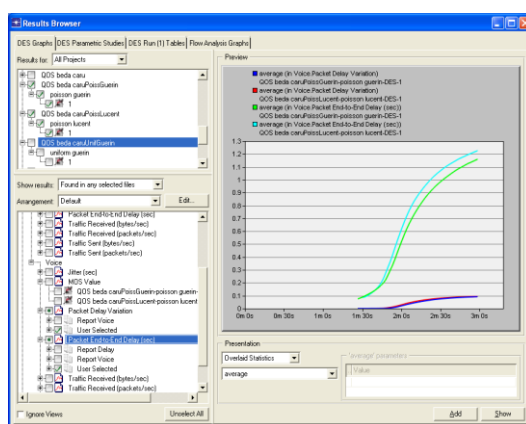 Results Browser
DES Graphs DES Parametric Studies DES Run (1) Tables Flow Analysis Graphs
Results for: All Projects
QOS beda caru
QOS beda caruPoissGuerin
poisson guerin
1
QOS beda caruPoissLucent
poisson lucent
1
QOS beda caruUnifGuerin
uniform guerin
1
Show results: Found in any selected files
Arrangement: Default Edit...
Packet End-to-End Delay (sec)
Traffic Received (bytes/sec)
Traffic Received (packets/sec)
Traffic Sent (bytes/sec)
Traffic Sent (packets/sec)
Voice
Jitter (sec)
MOS Value
QOS beda caruPoissGuerin-poisson guerin
QOS beda caruPoissLucent-poisson lucent
Packet Delay Variation
Report Voice
User Selected
Packet End-to-End Delay (sec)
Report Delay
Report Voice
User Selected
Traffic Received (bytes/sec)
Traffic Received (packets/sec)
Ignore Views Unselect All
Preview
average (in Voice.Packet Delay Variation)
QOS beda caruPoissGuerin-poisson guerin-DES-1
average (in Voice.Packet Delay Variation)
QOS beda caruPoissLucent-poisson lucent-DES-1
average (in Voice.Packet End-to-End Delay (sec))
QOS beda caruPoissGuerin-poisson guerin-DES-1
average (in Voice.Packet End-to-End Delay (sec))
QOS beda caruPoissLucent-poisson lucent-DES-1
1.3
1.2
1.1
1
0.9
0.8
0.7
0.6
0.5
0.4
0.3
0.2
0.1
0
0m 0s 0m 30s 1m 0s 1m 30s 2m 0s 2m 30s 3m 0s
Presentation
Overlaid Statistics
average
'average' parameters
Value
Add Show